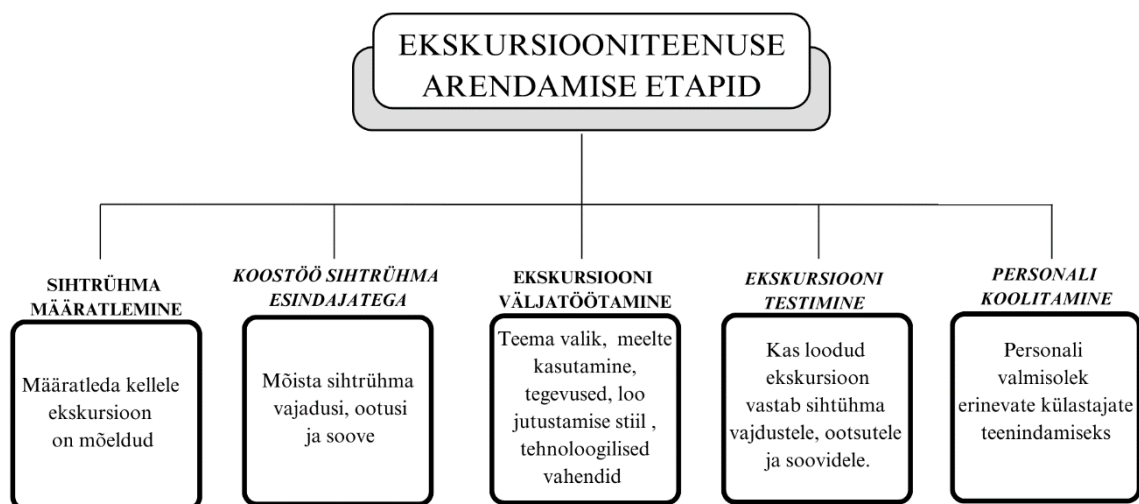 EKSKURSIOONITEENUSE
ARENDAMISE ETAPID
SIHTRÜHMA
MÄÄRATLEMINE
Määratleda kellele
ekskursioon
on mõeldud
KOOSTÖÖ SIHTRÜHMA
ESINDAJATEGA
Mõista sihtrühma
vajadusi, ootusi
ja soove
EKSKURSIOONI
VÄLJATÖÖTAMINE
Teema valik, meelte
kasutamine,
tegevused, loo
jutustamise stiil ,
tehnoloogilised
vahendid
EKSKURSIOONI
TESTIMINE
Kas loodud
ekskursioon
vastab sihtühma
vajdustele, ootsutele
ja soovidele.
PERSONALI
KOOLITAMINE
Personali
valmisolek
erinevate külastajate
teenindamiseks